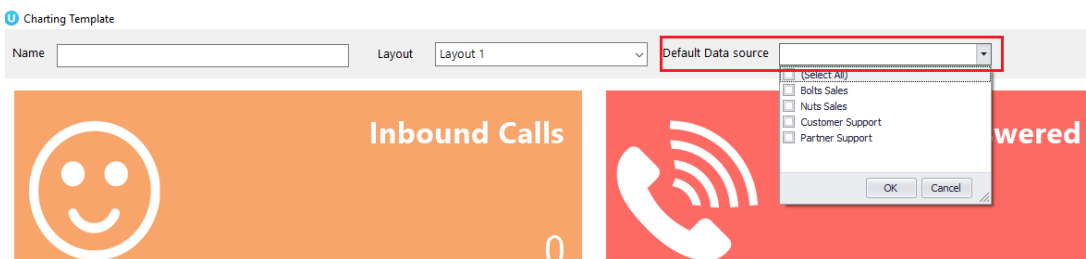 U Charting Template
Name
Layout Layout 1
Default Data source
(Select All)
Bolts Sales
Nuts Sales
Customer Support
Partner Support
OK Cancel
Inbound Calls
0
wered